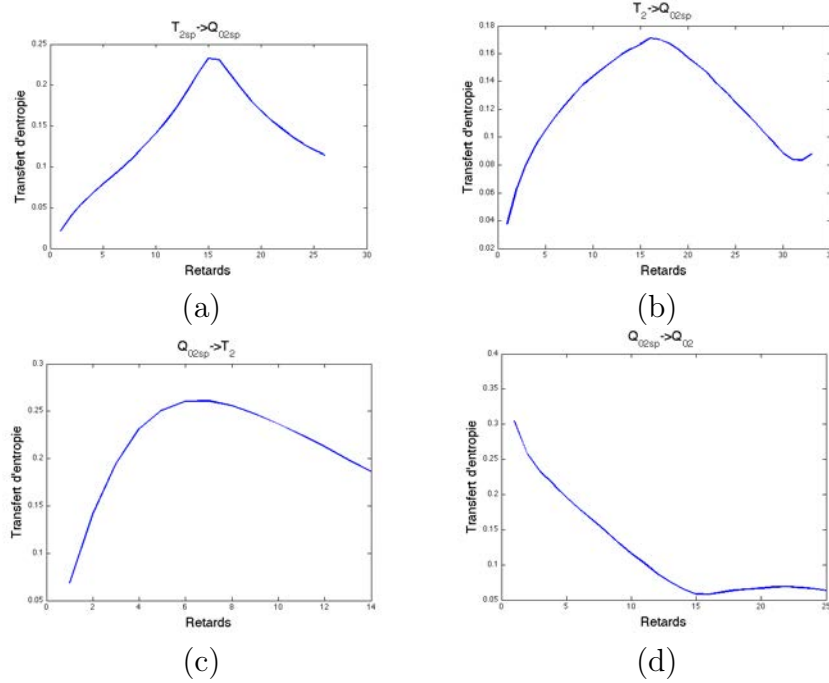 T2sp->Q02sp
0.25
0.2
0.15
0.1
0.05
0
Transfert d'entropie
0 5 10 15 20 25 30
Retards
(a)
T2->Q02sp
0.18
0.16
0.14
0.12
0.1
0.08
0.06
0.04
0.02
Transfert d'entropie
0 5 10 15 20 25 30 35
Retards
(b)
Q02sp->T2
0.3
0.25
0.2
0.15
0.1
0.05
Transfert d'entropie
0 2 4 6 8 10 12 14
Retards
(c)
Q02sp->Q02
0.4
0.35
0.3
0.25
0.2
0.15
0.1
0.05
Transfert d'entropie
0 5 10 15 20 25
Retards
(d)